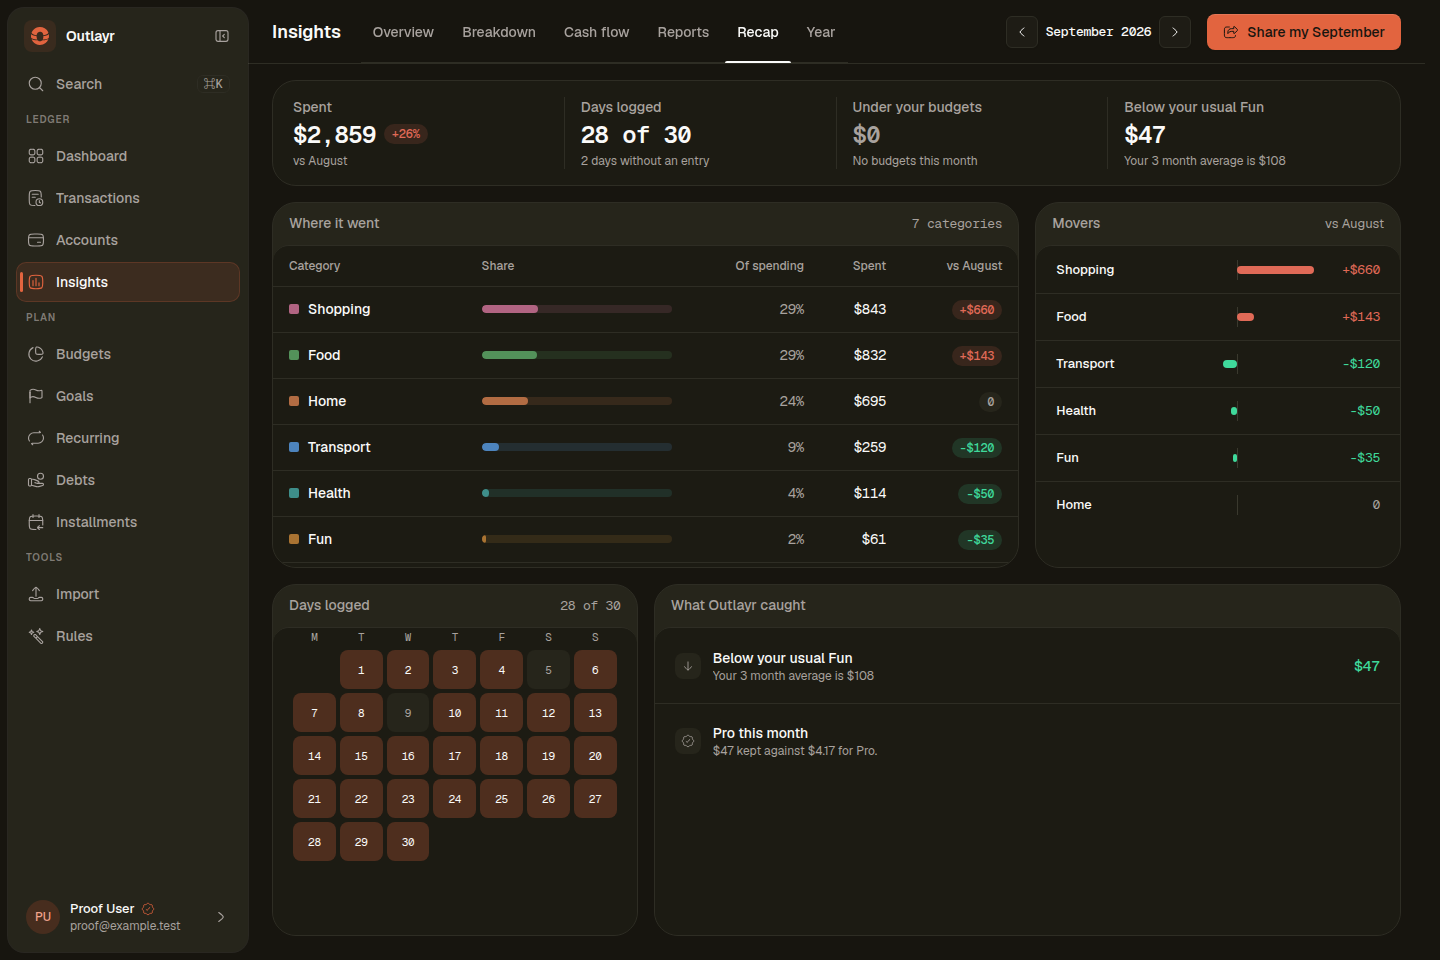 Outlayr
Search
⌘K
LEDGER
Dashboard
Transactions
Accounts
Insights
PLAN
Budgets
Goals
Recurring
Debts
Installments
TOOLS
Import
Rules
PU
Proof User
proof@example.test
Insights
Overview
Breakdown
Cash flow
Reports
Recap
Year
September 2026
Share my September
Spent
$2,859 +26%
vs August
Days logged
28 of 30
2 days without an entry
Under your budgets
$0
No budgets this month
Below your usual Fun
$47
Your 3 month average is $108
Where it went 7 categories
Category Share Of spending Spent vs August
Shopping 29% $843 +$660
Food 29% $832 +$143
Home 24% $695 0
Transport 9% $259 -$120
Health 4% $114 -$50
Fun 2% $61 -$35
Movers vs August
Shopping +$660
Food +$143
Transport -$120
Health -$50
Fun -$35
Home 0
Days logged 28 of 30
M T W T F S S
1 2 3 4 5 6
7 8 9 10 11 12 13
14 15 16 17 18 19 20
21 22 23 24 25 26 27
28 29 30
What Outlayr caught
Below your usual Fun
Your 3 month average is $108
$47
Pro this month
$47 kept against $4.17 for Pro.